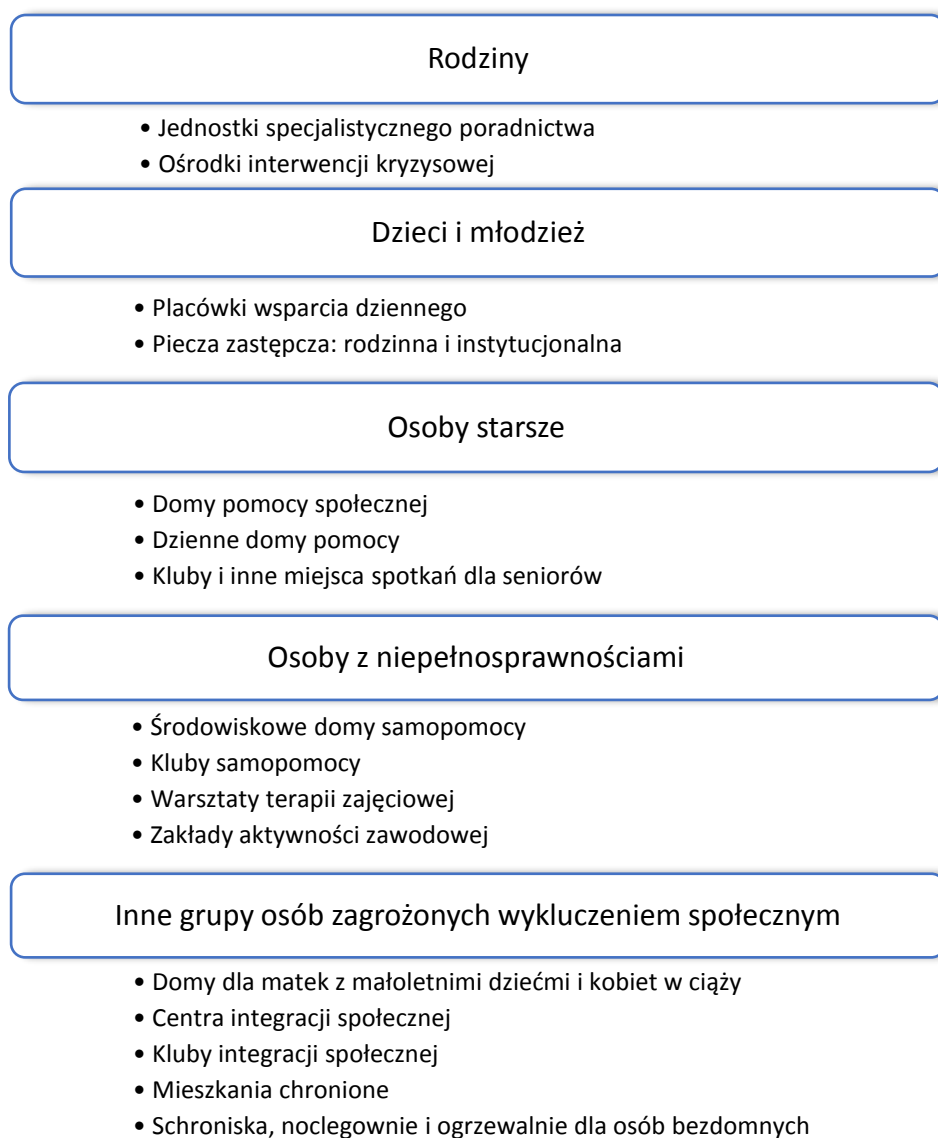 Rodziny
• Jednostki specjalistycznego poradnictwa
• Ośrodki interwencji kryzysowej
Dzieci i młodzież
• Placówki wsparcia dziennego
• Piecza zastępcza: rodzinna i instytucjonalna
Osoby starsze
• Domy pomocy społecznej
• Dzienne domy pomocy
• Kluby i inne miejsca spotkań dla seniorów
Osoby z niepełnosprawnościami
• Środowiskowe domy samopomocy
• Kluby samopomocy
• Warsztaty terapii zajęciowej
• Zakłady aktywności zawodowej
Inne grupy osób zagrożonych wykluczeniem społecznym
• Domy dla matek z małoletnimi dziećmi i kobiet w ciąży
• Centra integracji społecznej
• Kluby integracji społecznej
• Mieszkania chronione
• Schroniska, noclegownie i ogrzewalnie dla osób bezdomnych